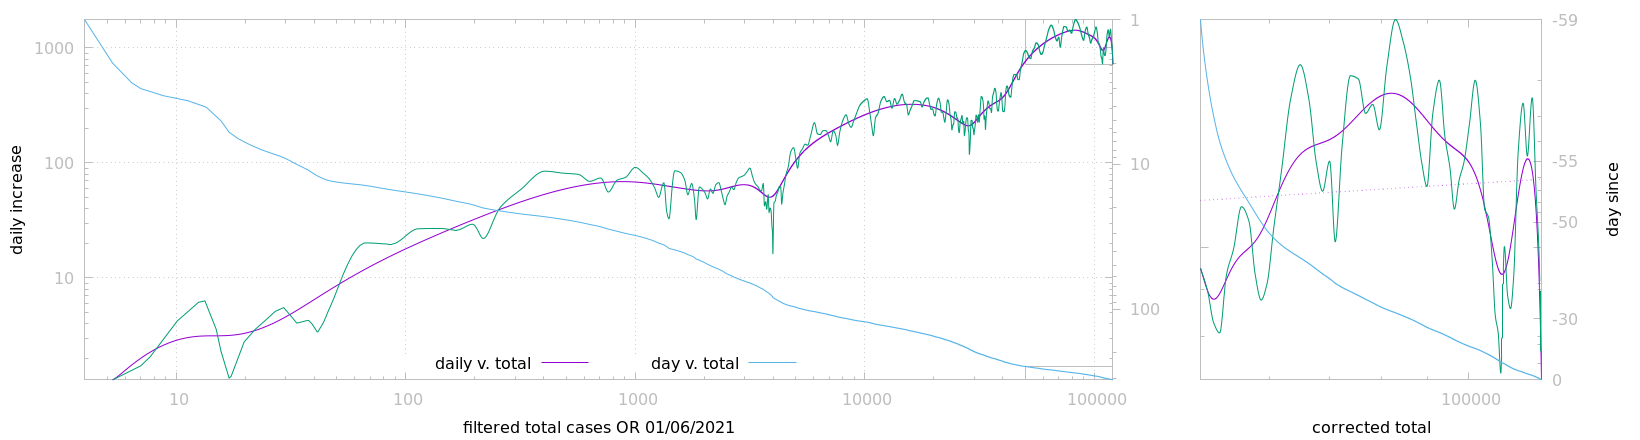 1000
100
10
daily increase
1
10
100
daily v. total
day v. total
10
100
1000
10000
100000
filtered total cases OR 01/06/2021
-59
-55
-50
-30
0
day since
100000
corrected total